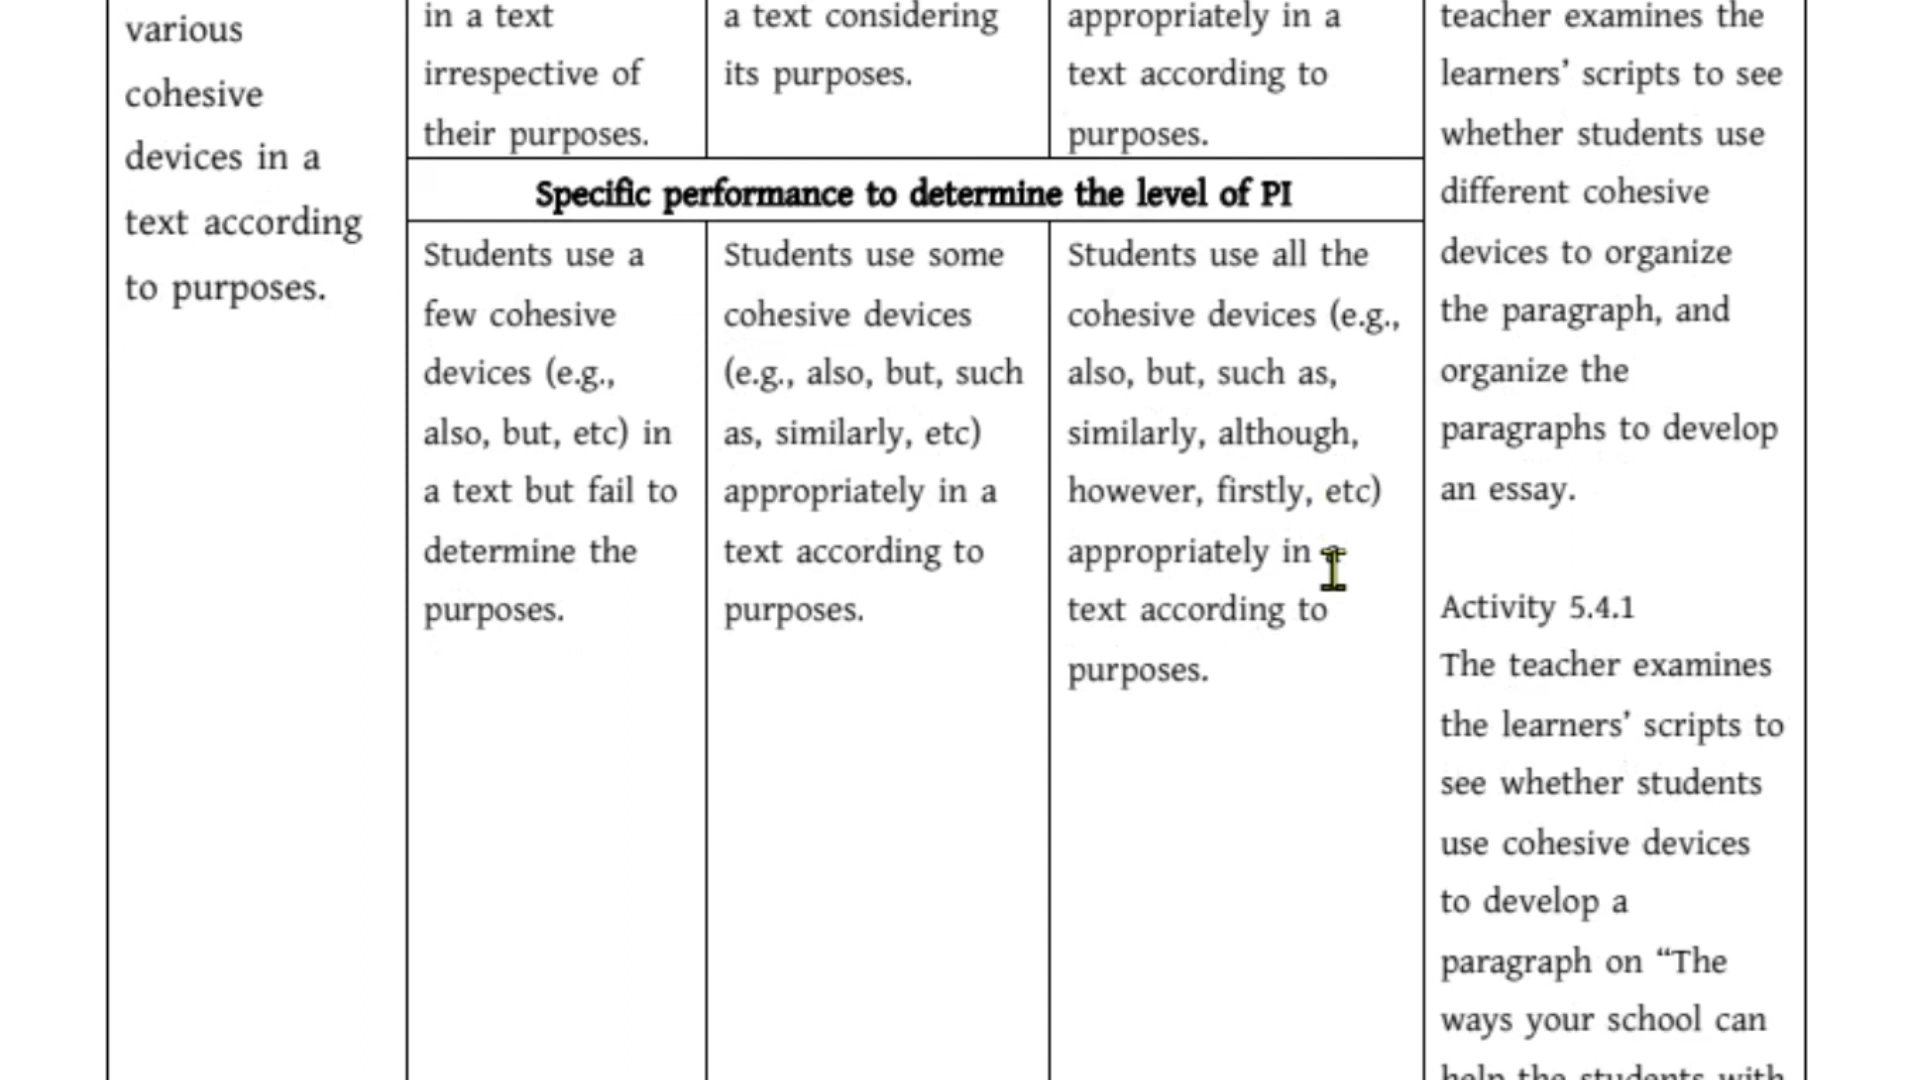 various
cohesive
devices in a
text according
to purposes.
in a text
irrespective of
their purposes.
a text considering
its purposes.
appropriately in a
text according to
purposes.
Specific performance to determine the level of PI
Students use a
few cohesive
devices (e.g.,
also, but, etc) in
a text but fail to
determine the
purposes.
Students use some
cohesive devices
(e.g., also, but, such
as, similarly, etc)
appropriately in a
text according to
purposes.
Students use all the
cohesive devices (e.g.,
also, but, such as,
similarly, although,
however, firstly, etc)
appropriately in a
text according to
purposes.
teacher examines the
learners’ scripts to see
whether students use
different cohesive
devices to organize
the paragraph, and
organize the
paragraphs to develop
an essay.
Activity 5.4.1
The teacher examines
the learners’ scripts to
see whether students
use cohesive devices
to develop a
paragraph on “The
ways your school can
help the students with